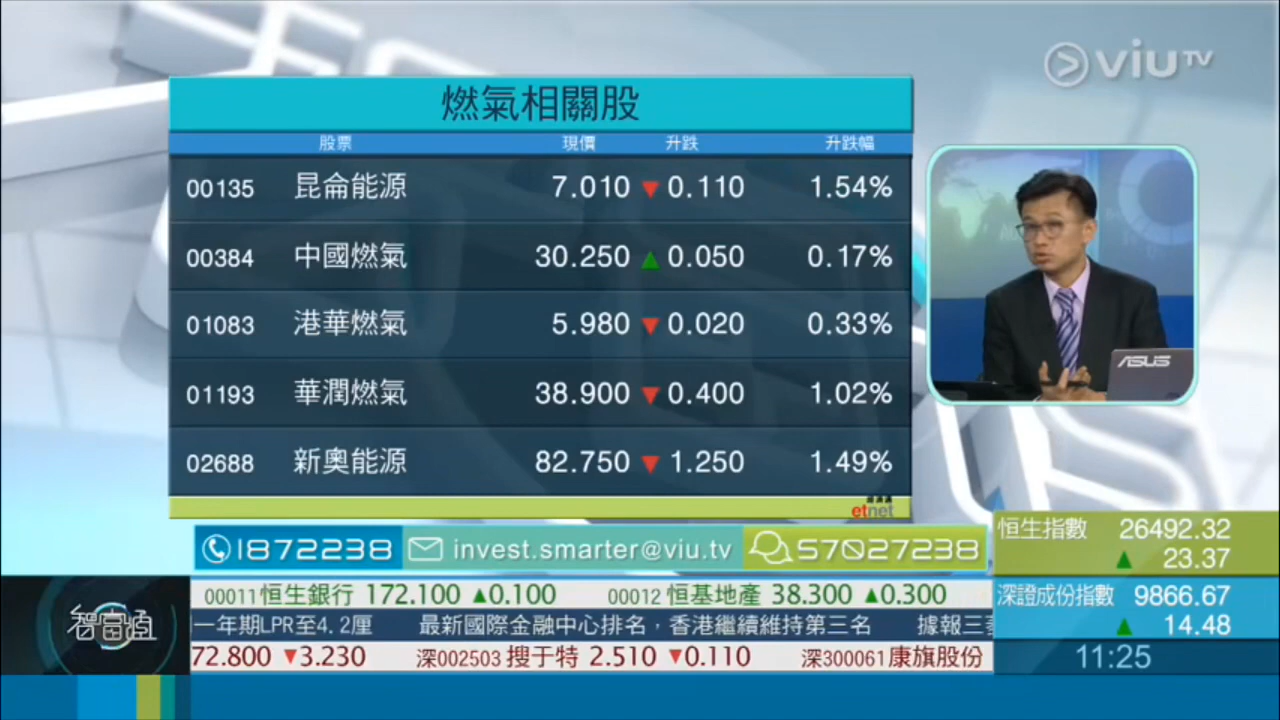 viuTV
燃氣相關股
股票 現價 升跌 升跌幅
00135 昆侖能源 7.010 ▼ 0.110 1.54%
00384 中國燃氣 30.250 ▲ 0.050 0.17%
01083 港華燃氣 5.980 ▼ 0.020 0.33%
01193 華潤燃氣 38.900 ▼ 0.400 1.02%
02688 新奧能源 82.750 ▼ 1.250 1.49%
ASUS
經濟通
etnet
1872238 invest.smarter@viu.tv 57027238
恒生指數 26492.32
▲ 23.37
智富通
00011 恒生銀行 172.100 ▲0.100 00012 恒基地產 38.300 ▲0.300
深證成份指數 9866.67
▲ 14.48
一年期LPR至4.2厘 最新國際金融中心排名，香港繼續維持第三名 據報三
72.800 ▼3.230 深002503 搜于特 2.510 ▼0.110 深300061 康旗股份
11:25